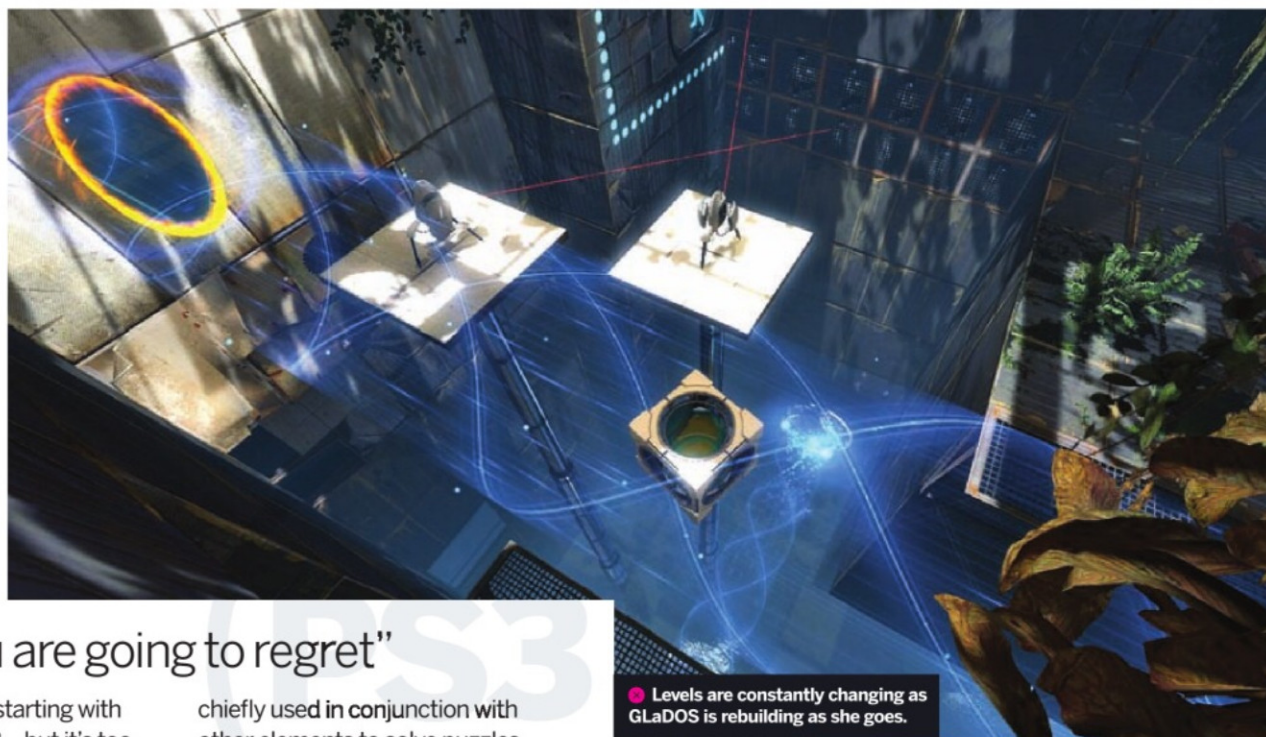 are going to regret”
starting with
chiefly used in conjunction with
(PS3
Levels are constantly changing as
GLaDOS is rebuilding as she goes.